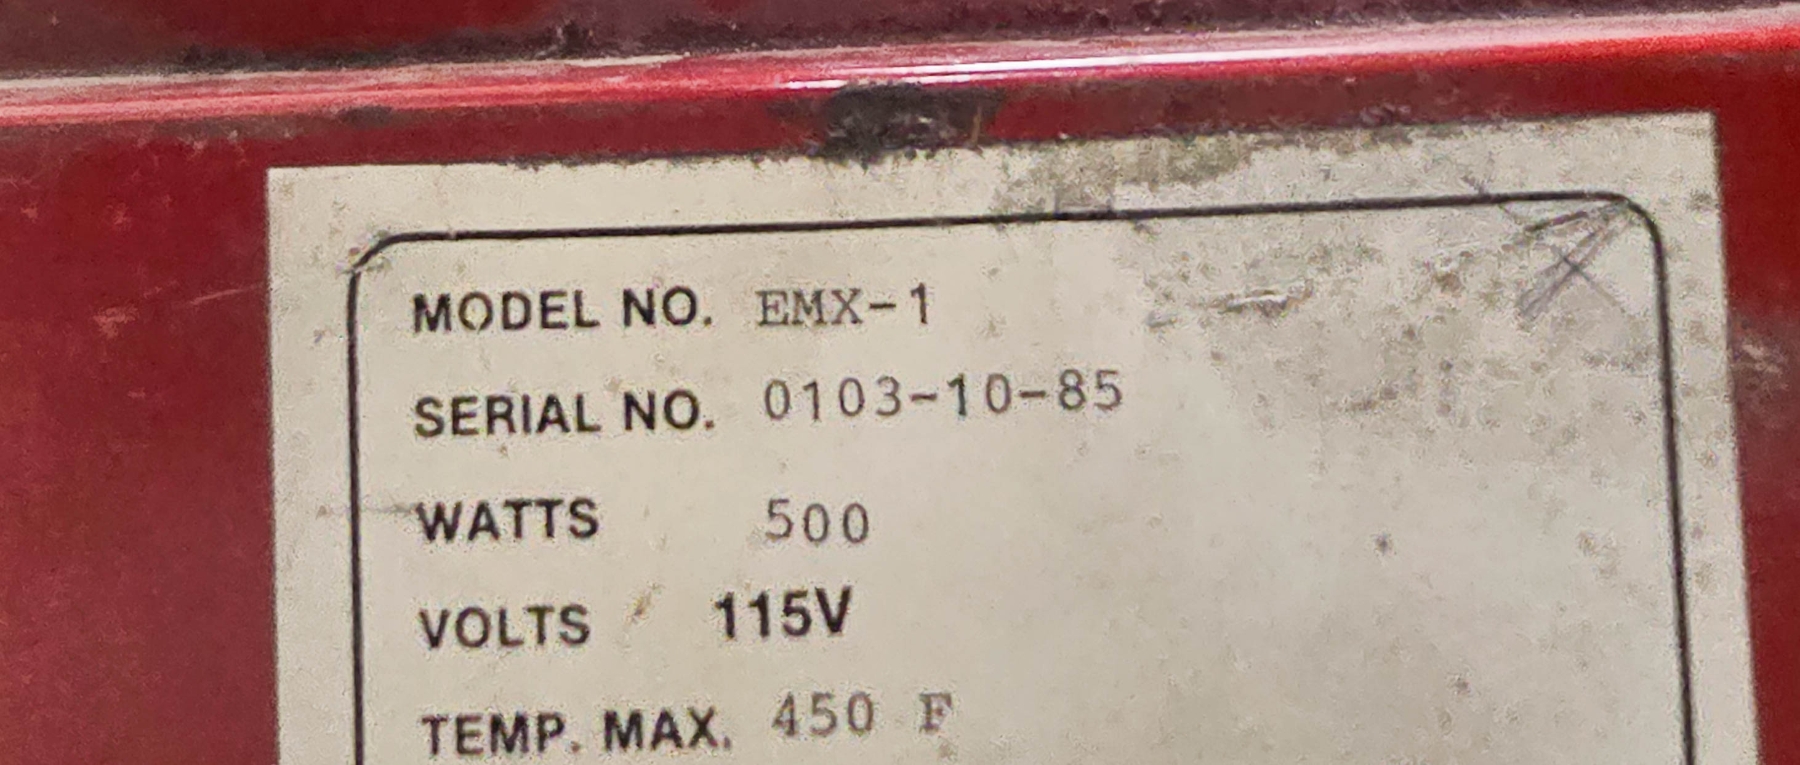 MODEL NO. EMX-1
SERIAL NO. 0103-10-85
WATTS 500
VOLTS 115V
TEMP. MAX. 450 F